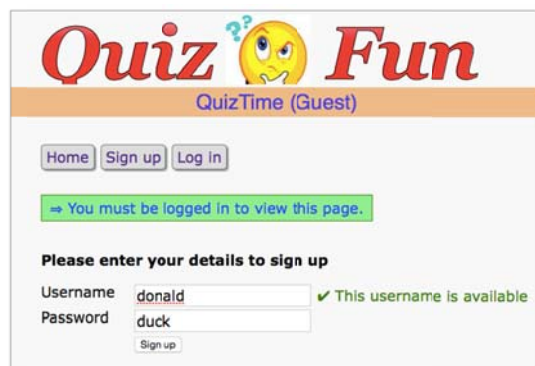 Quiz ?? Fun
QuizTime (Guest)
Home Sign up Log in
⇒ You must be logged in to view this page.
Please enter your details to sign up
Username donald ✔ This username is available
Password duck
Sign up